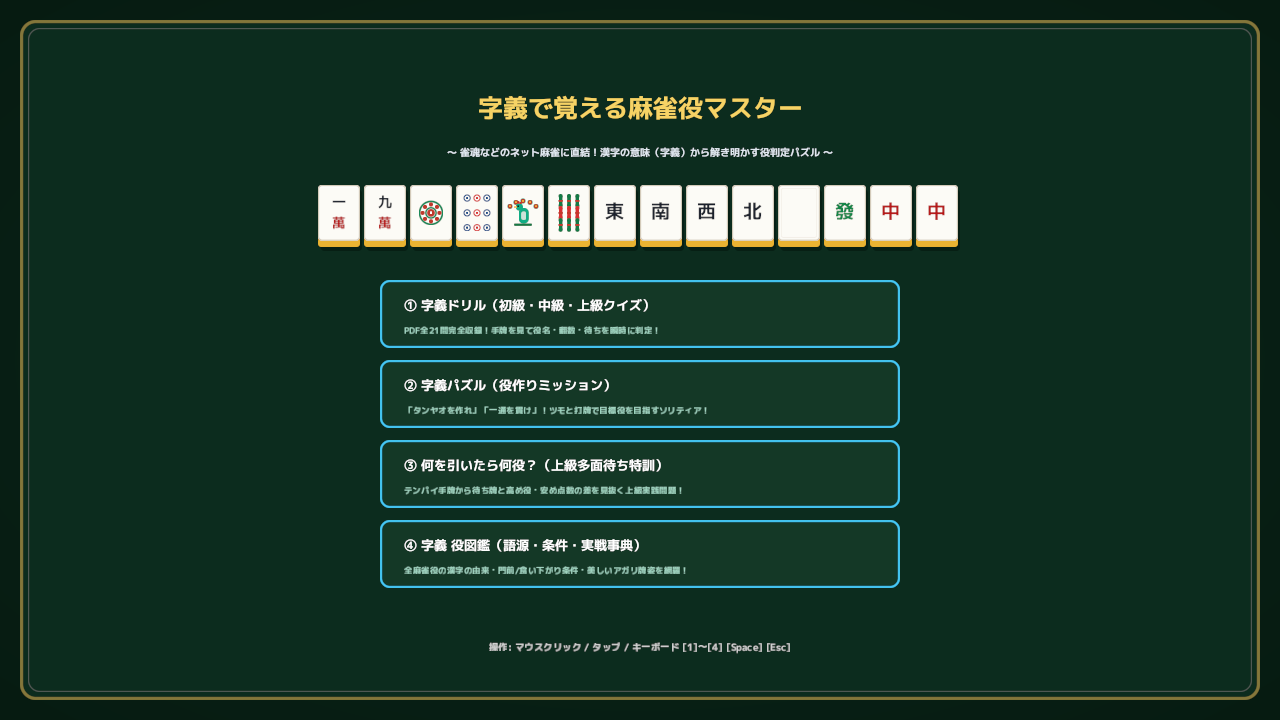 字義で覚える麻雀役マスター
〜 雀魂などのネット麻雀に直結！漢字の意味（字義）から解き明かす役判定パズル 〜
一萬 九萬 東 南 西 北 發 中 中
① 字義ドリル（初級・中級・上級クイズ）
PDF全21問完全収録！手牌を見て役名・翻数・待ちを瞬時に判定！
② 字義パズル（役作りミッション）
「タンヤオを作れ」「一通を貫け」！ツモと打牌で目標役を目指すソリティア！
③ 何を引いたら何役？（上級多面待ち特訓）
テンパイ手牌から待ち牌と高め役・安め点数の差を見抜く上級実践問題！
④ 字義 役図鑑（語源・条件・実戦事典）
全麻雀役の漢字の由来・門前/食い下がり条件・美しいアガリ牌姿を網羅！
操作: マウスクリック / タップ / キーボード [1]〜[4] [Space] [Esc]